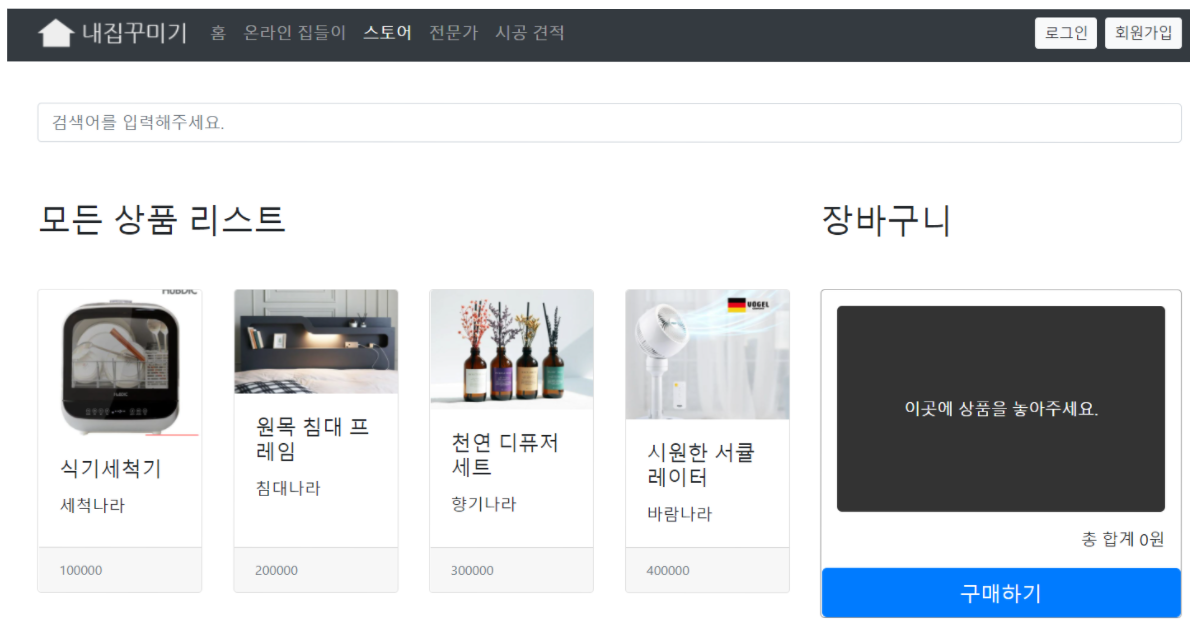 내집꾸미기 홈 온라인 집들이 스토어 전문가 시공 견적 로그인 회원가입
검색어를 입력해주세요.
모든 상품 리스트
장바구니
HUBDIC
HUBDIC
식기세척기
세척나라
100000
원목 침대 프
레임
침대나라
200000
천연 디퓨저
세트
향기나라
300000
VOGEL
시원한 서큘
레이터
바람나라
400000
이곳에 상품을 놓아주세요.
총 합계 0원
구매하기